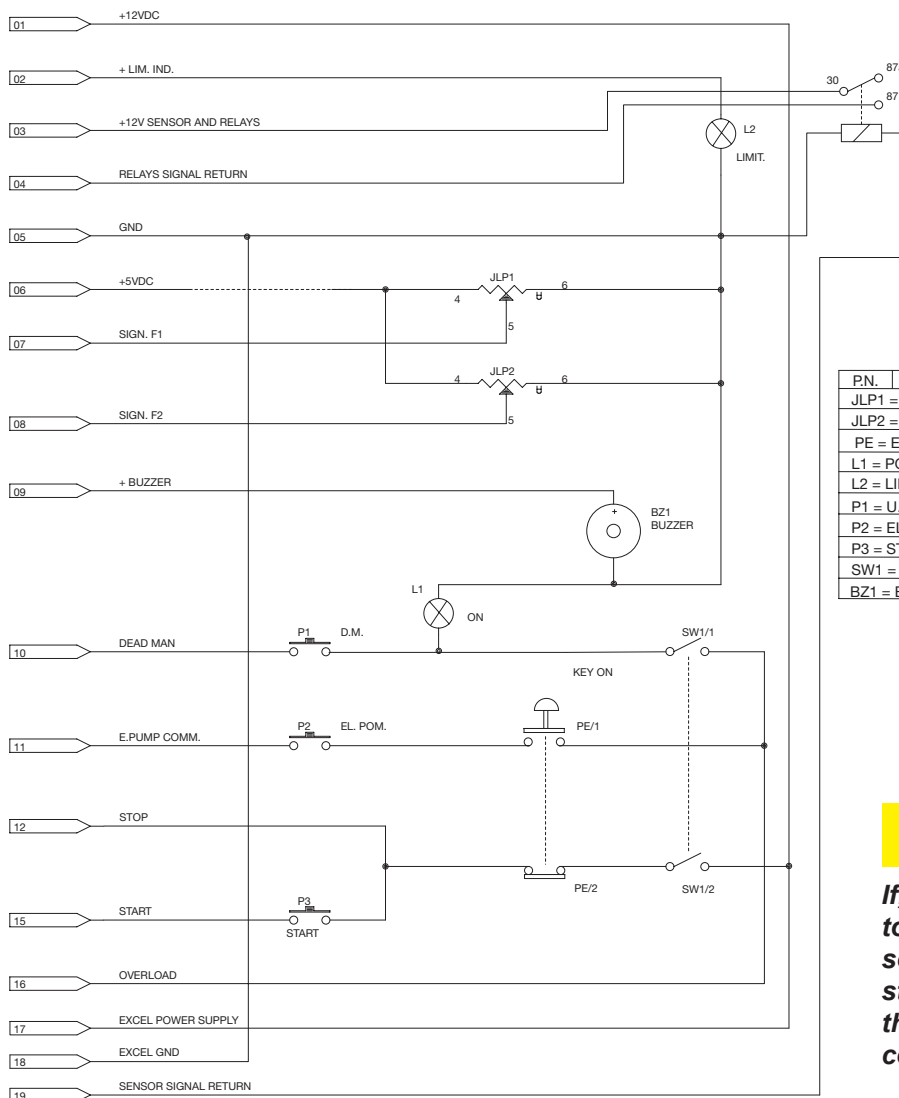 01 +12VDC
02 + LIM. IND.
30
87
L2
LIMIT.
03 +12V SENSOR AND RELAYS
04 RELAYS SIGNAL RETURN
05 GND
06 +5VDC
JLP1
4 5 6
07 SIGN. F1
JLP2
4 5 6
08 SIGN. F2
09 + BUZZER
+
BZ1
BUZZER
L1
ON
10 DEAD MAN
P1 D.M.
SW1/1
KEY ON
11 E.PUMP COMM.
P2 EL. POM.
PE/1
12 STOP
PE/2
SW1/2
15 START
P3
START
16 OVERLOAD
17 EXCEL POWER SUPPLY
18 EXCEL GND
19 SENSOR SIGNAL RETURN
87
P.N.
JLP1 =
JLP2 =
PE =
L1 =
L2 =
P1 =
P2 =
P3 =
SW1 =
BZ1 =
If